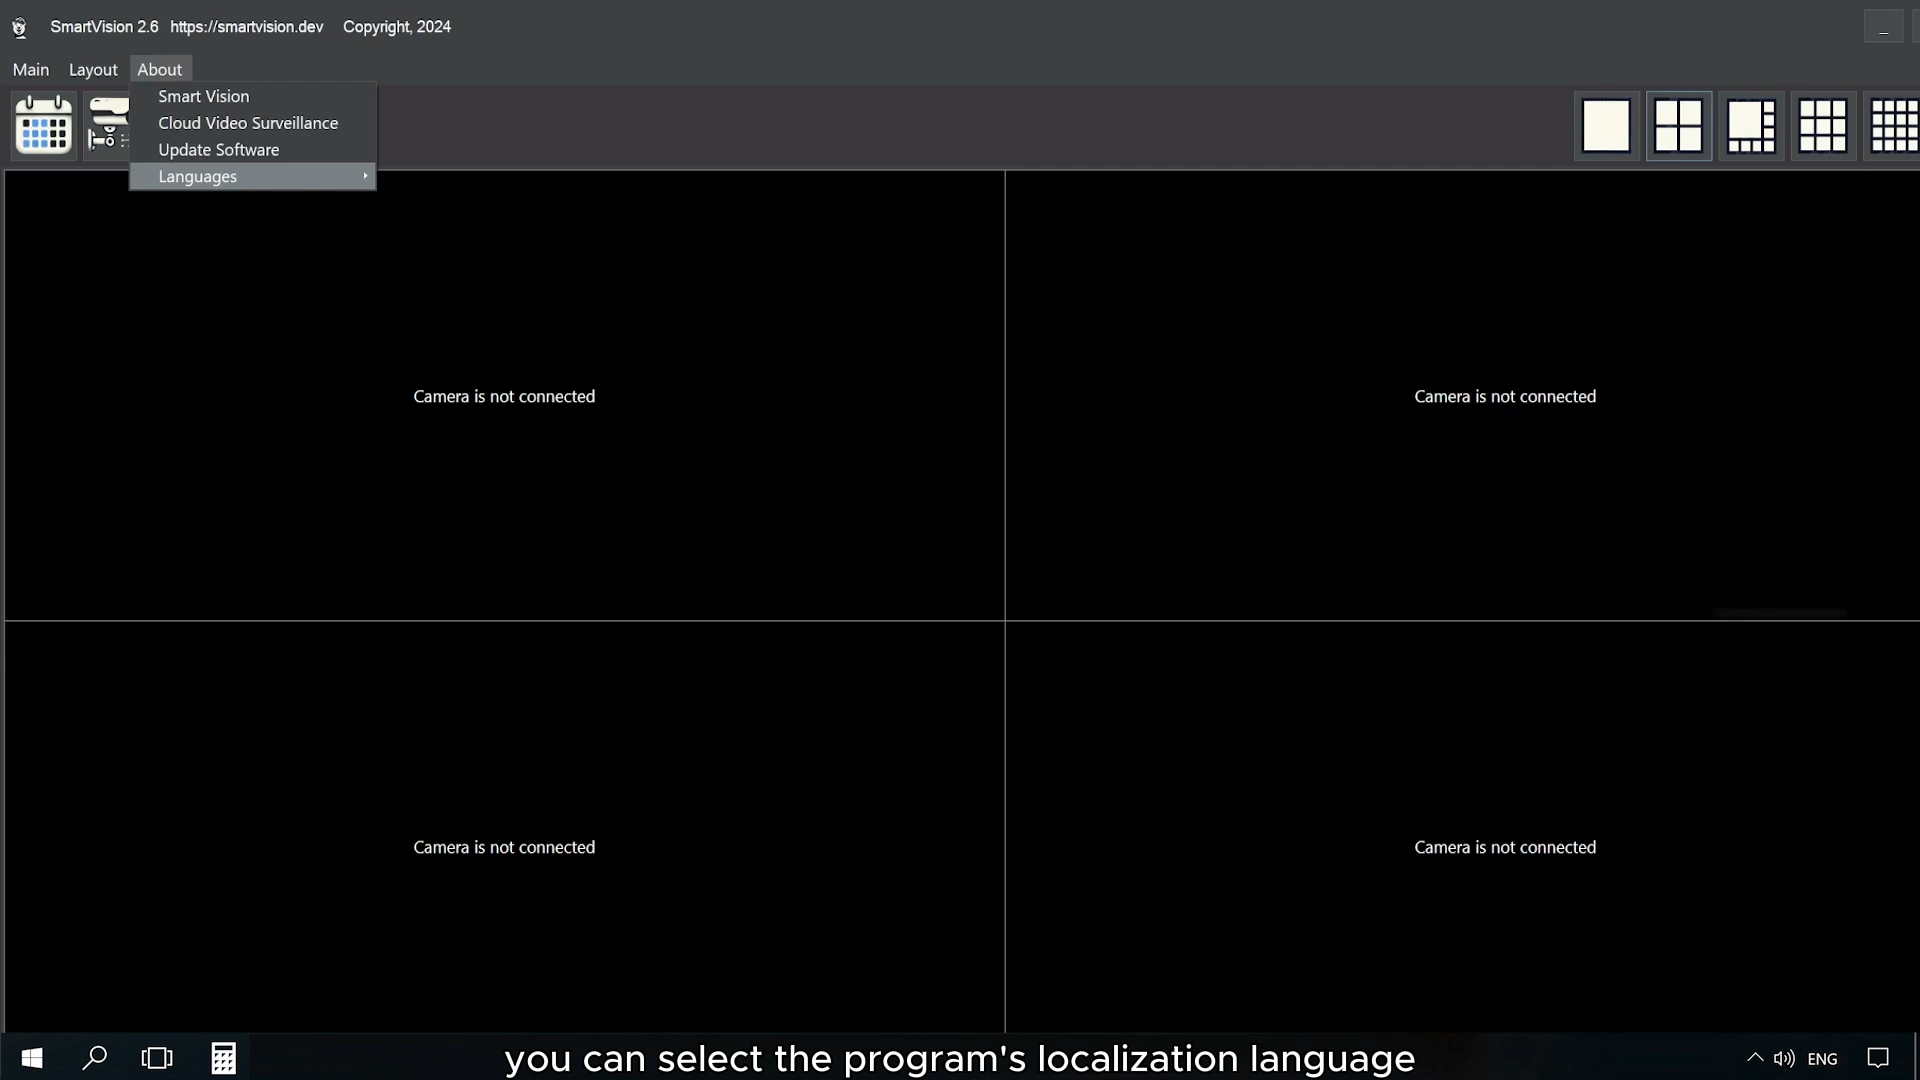 SmartVision 2.6 https://smartvision.dev Copyright, 2024
_
Main Layout About
Smart Vision
Cloud Video Surveillance
Update Software
Languages
Camera is not connected
Camera is not connected
Camera is not connected
Camera is not connected
you can select the program's localization language
ENG